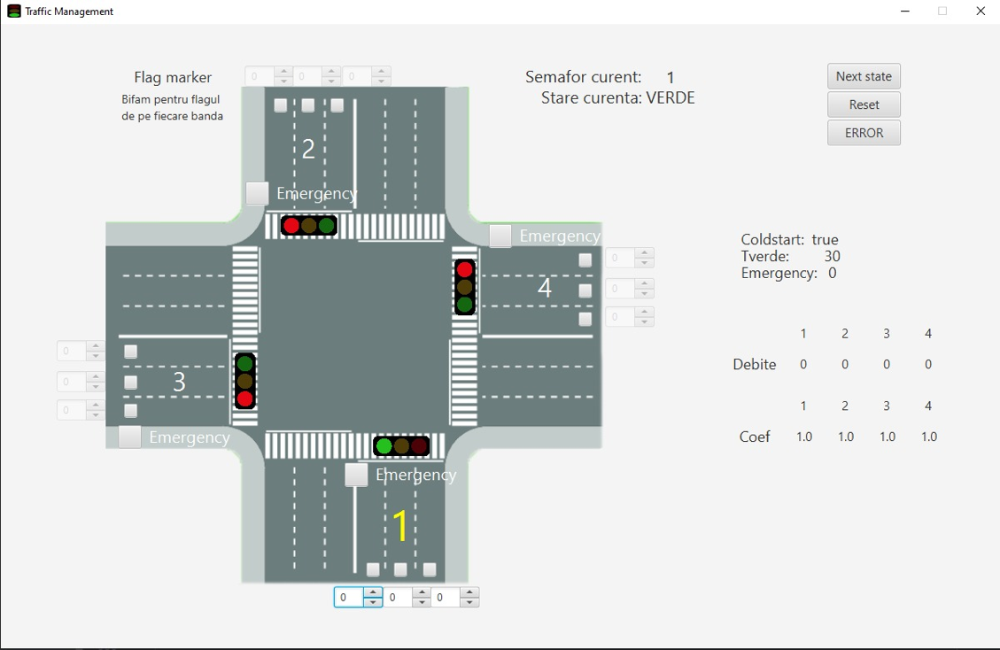 Traffic Management
Flag marker
0 0 0
Semafor curent: 1
Next state
Bifam pentru flagul
de pe fiecare banda
Stare curenta: VERDE
Reset
ERROR
2
Emergency
Emergency
Coldstart: true
0
Tverde: 30
Emergency: 0
4
0
0
1 2 3 4
0
Debite 0 0 0 0
0
3
0
1 2 3 4
Emergency
Coef 1.0 1.0 1.0 1.0
Emergency
1
0 0 0